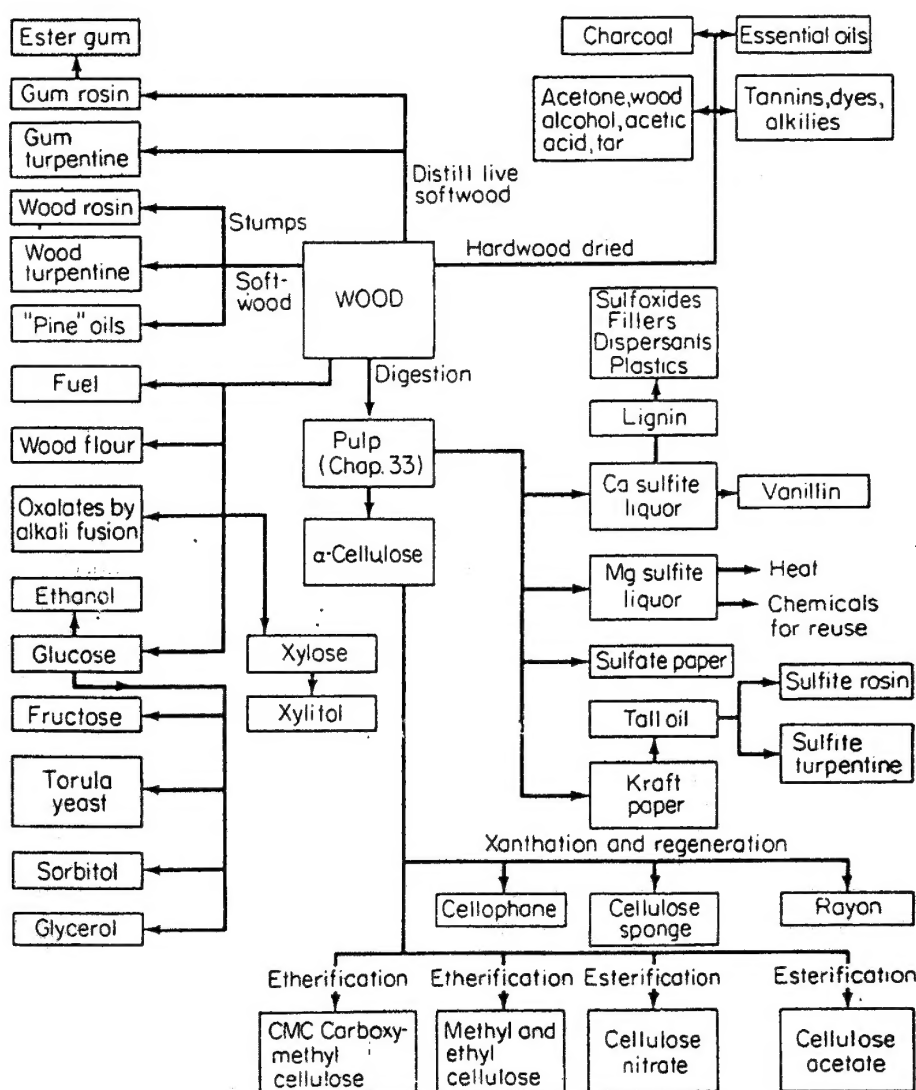 Ester gum
Gum rosin
Gum
turpentine
Wood rosin
Wood
turpentine
"Pine" oils
Distill live
softwood
Stumps
Soft-
wood
WOOD
Hardwood dried
Charcoal
Essential oils
Acetone, wood
alcohol, acetic
acid, tar
Tannins, dyes,
alkilies
Fuel
Wood flour
Oxalates by
alkali fusion
Ethanol
Glucose
Fructose
Torula
yeast
Sorbitol
Glycerol
Xylose
Xylitol
Digestion
Pulp
(Chap. 33)
α-Cellulose
Sulfoxides
Fillers
Dispersants
Plastics
Lignin
Ca sulfite
liquor
Vanillin
Mg sulfite
liquor
Heat
Chemicals
for reuse
Sulfate paper
Tall oil
Sulfite rosin
Sulfite
turpentine
Kraft
paper
Xanthation and regeneration
Cellophane
Cellulose
sponge
Rayon
Etherification
Etherification
Esterification
Esterification
CMC Carboxy-
methyl
cellulose
Methyl and
ethyl
cellulose
Cellulose
nitrate
Cellulose
acetate